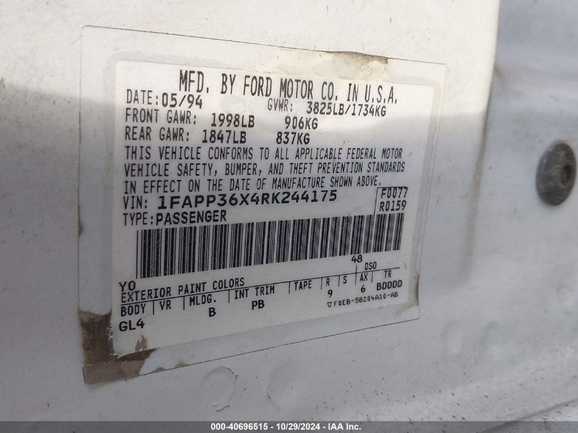 MFD. BY FORD MOTOR CO. IN U.S.A.
DATE: 05/94 GVWR: 3825LB/1734KG
FRONT GAWR: 1998LB 906KG
REAR GAWR: 1847LB 837KG
THIS VEHICLE CONFORMS TO ALL APPLICABLE FEDERAL MOTOR
VEHICLE SAFETY, BUMPER, AND THEFT PREVENTION STANDARDS
IN EFFECT ON THE DATE OF MANUFACTURE SHOWN ABOVE.
VIN: 1FAPP36X4RK244175 F0077
TYPE: PASSENGER R0159
YO 48 DSO
EXTERIOR PAINT COLORS
BODY VR MLDG. INT TRIM TAPE R S AX TR
GL4 B PB 9 6 BDDDD
▽F0EB-5020410-AB
000-40696515 - 10/29/2024 - IAA Inc.